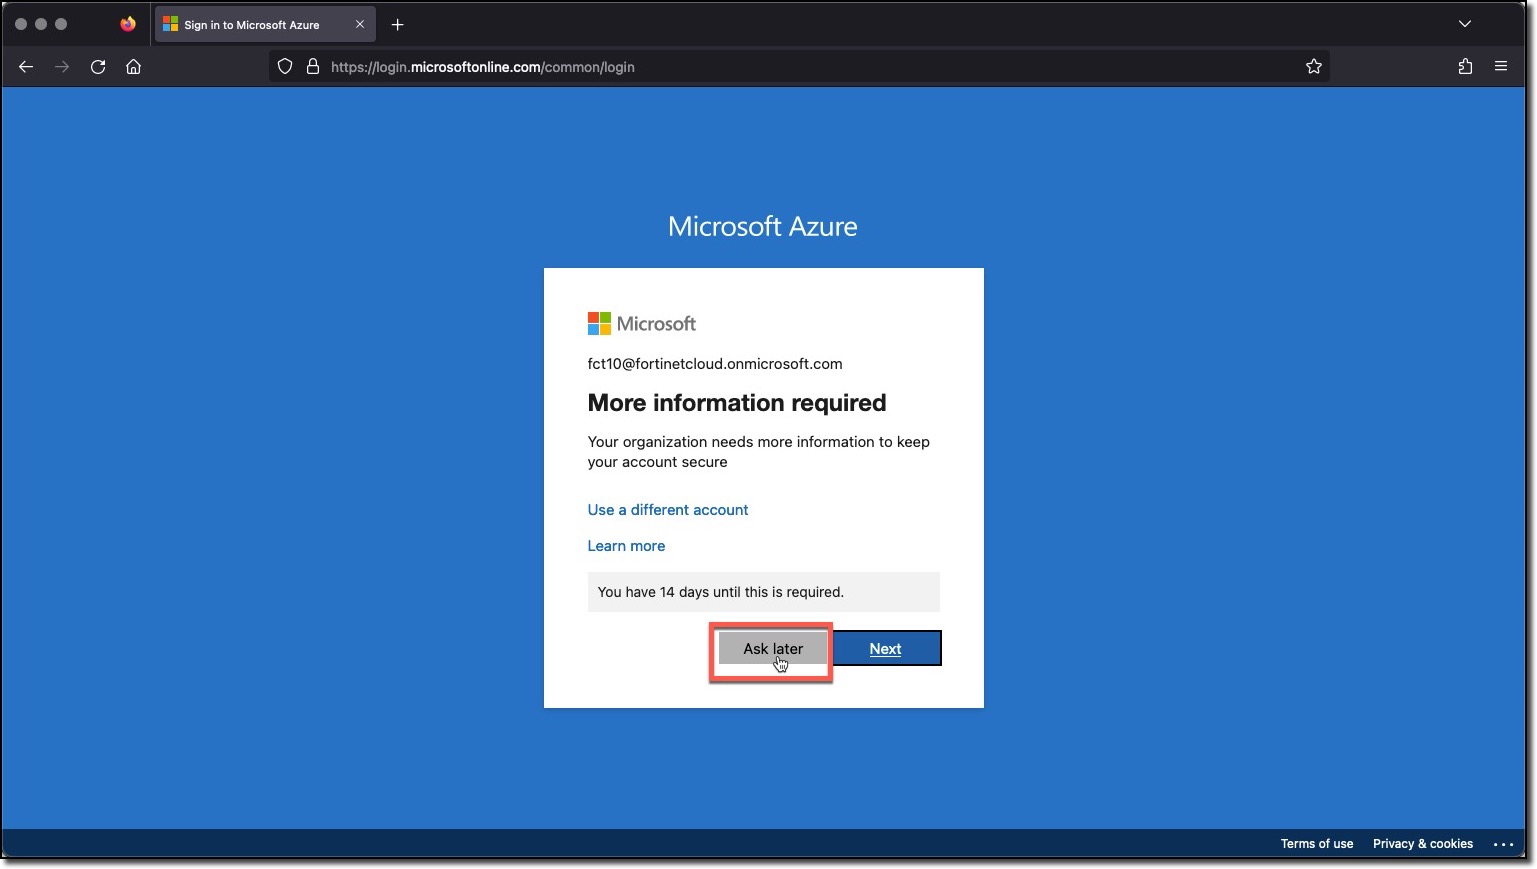 Sign in to Microsoft Azure
https://login.microsoftonline.com/common/login
Microsoft Azure
Microsoft
fct10@fortinetcloud.onmicrosoft.com
More information required
Your organization needs more information to keep
your account secure
Use a different account
Learn more
You have 14 days until this is required.
Ask later
Next
Terms of use
Privacy & cookies